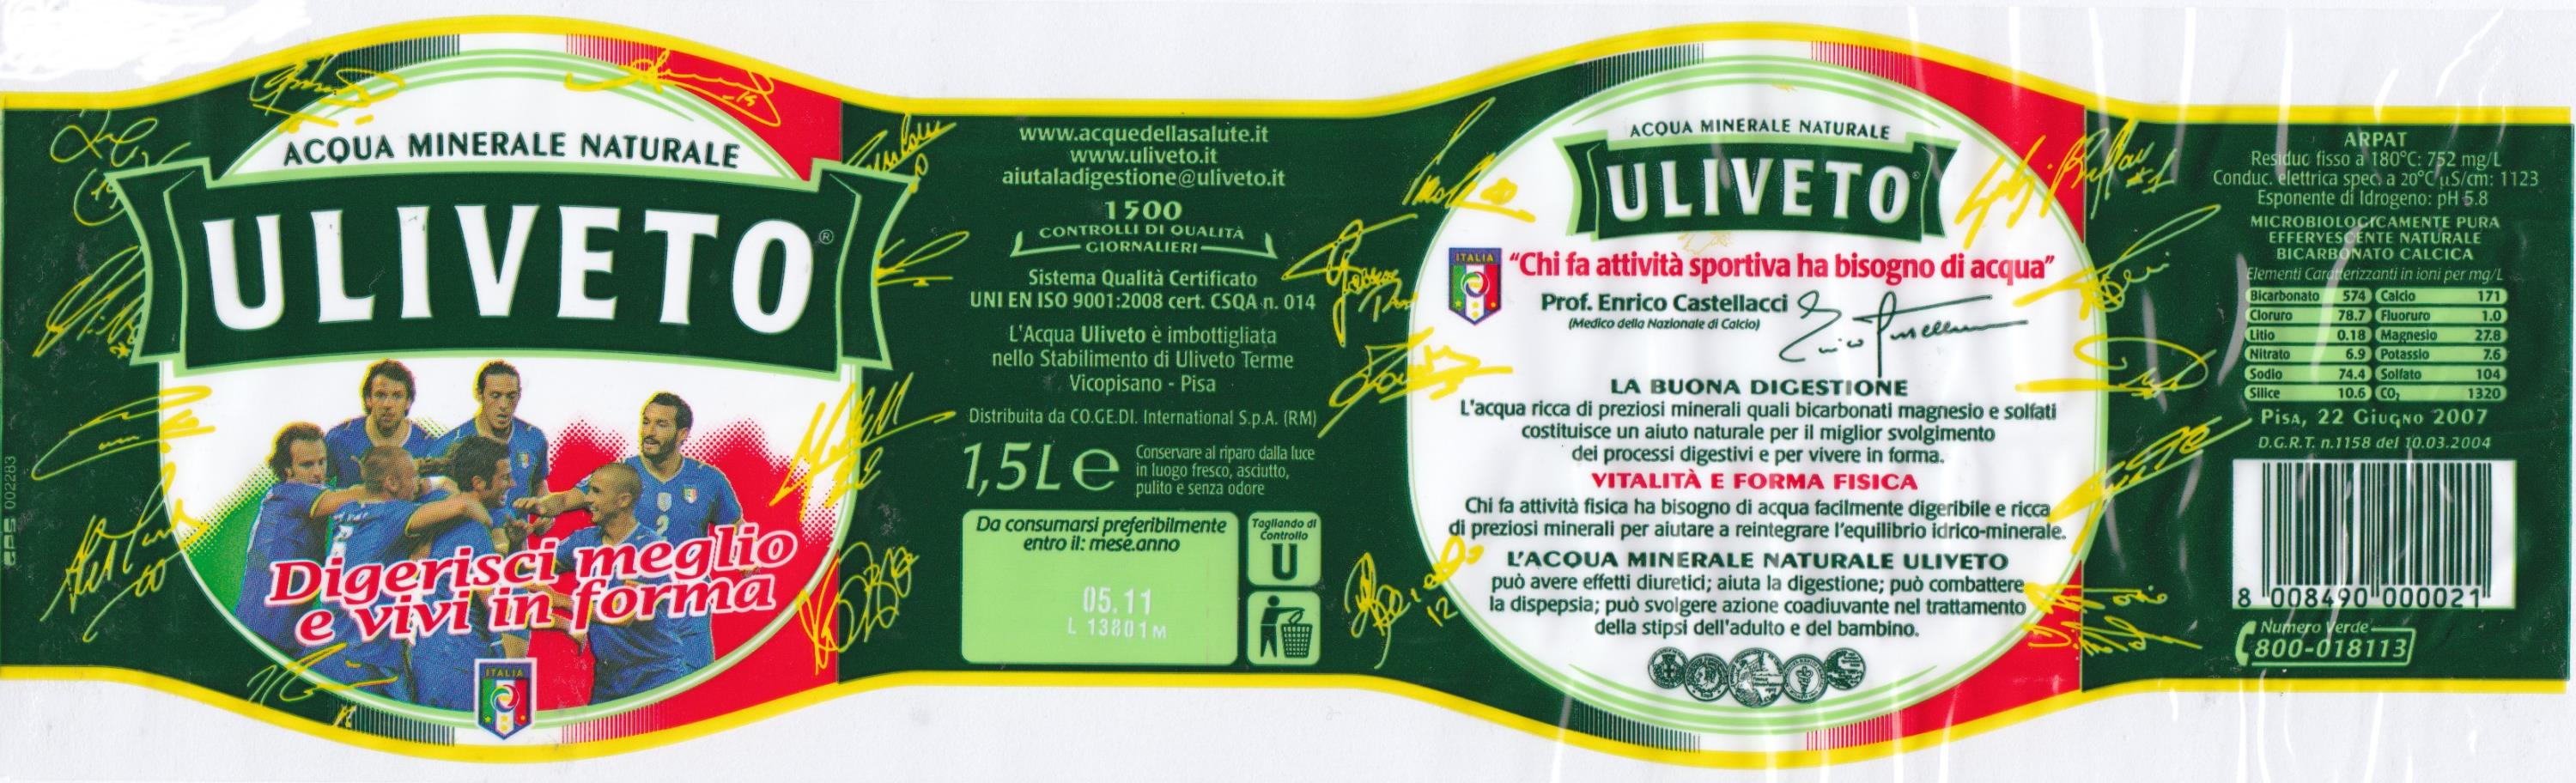 ACQUA MINERALE NATURALE
ULIVETO®
Digerisci meglio
e vivi in forma
ITALIA
002283
www.acquedellasalute.it
www.uliveto.it
aiutaladigestione@uliveto.it
1500
CONTROLLI DI QUALITÀ
GIORNALIERI
Sistema Qualità Certificato
UNI EN ISO 9001:2008 cert. CSQA n. 014
L'Acqua Uliveto è imbottigliata
nello Stabilimento di Uliveto Terme
Vicopisano - Pisa
Distribuita da CO.GE.DI. International S.p.A. (RM)
1,5L e
Conservare al riparo dalla luce
in luogo fresco, asciutto,
pulito e senza odore
Da consumarsi preferibilmente
entro il: mese.anno
05.11
L 13801M
Tagliando di
Controllo
U
ACQUA MINERALE NATURALE
ULIVETO®
ITALIA
“Chi fa attività sportiva ha bisogno di acqua”
Prof. Enrico Castellacci
(Medico della Nazionale di Calcio)
LA BUONA DIGESTIONE
L'acqua ricca di preziosi minerali quali bicarbonati magnesio e solfati
costituisce un aiuto naturale per il miglior svolgimento
dei processi digestivi e per vivere in forma.
VITALITÀ E FORMA FISICA
Chi fa attività fisica ha bisogno di acqua facilmente digeribile e ricca
di preziosi minerali per aiutare a reintegrare l'equilibrio idrico-minerale.
L'ACQUA MINERALE NATURALE ULIVETO
può avere effetti diuretici; aiuta la digestione; può combattere
la dispepsia; può svolgere azione coadiuvante nel trattamento
della stipsi dell'adulto e del bambino.
ARPAT
Residuo fisso a 180°C: 752 mg/L
Conduc. elettrica spec. a 20°C µS/cm: 1123
Esponente di Idrogeno: pH 5.8
MICROBIOLOGICAMENTE PURA
EFFERVESCENTE NATURALE
BICARBONATO CALCICA
Elementi Caratterizzanti in ioni per mg/L
Bicarbonato 574 Calcio 171
Cloruro 78.7 Fluoruro 1.0
Litio 0.18 Magnesio 27.8
Nitrato 6.9 Potassio 7.6
Sodio 74.4 Solfato 104
Silice 10.6 CO₂ 1320
PISA, 22 GIUGNO 2007
D.G.R.T. n.1158 del 10.03.2004
8 008490 000021
Numero Verde
800-018113